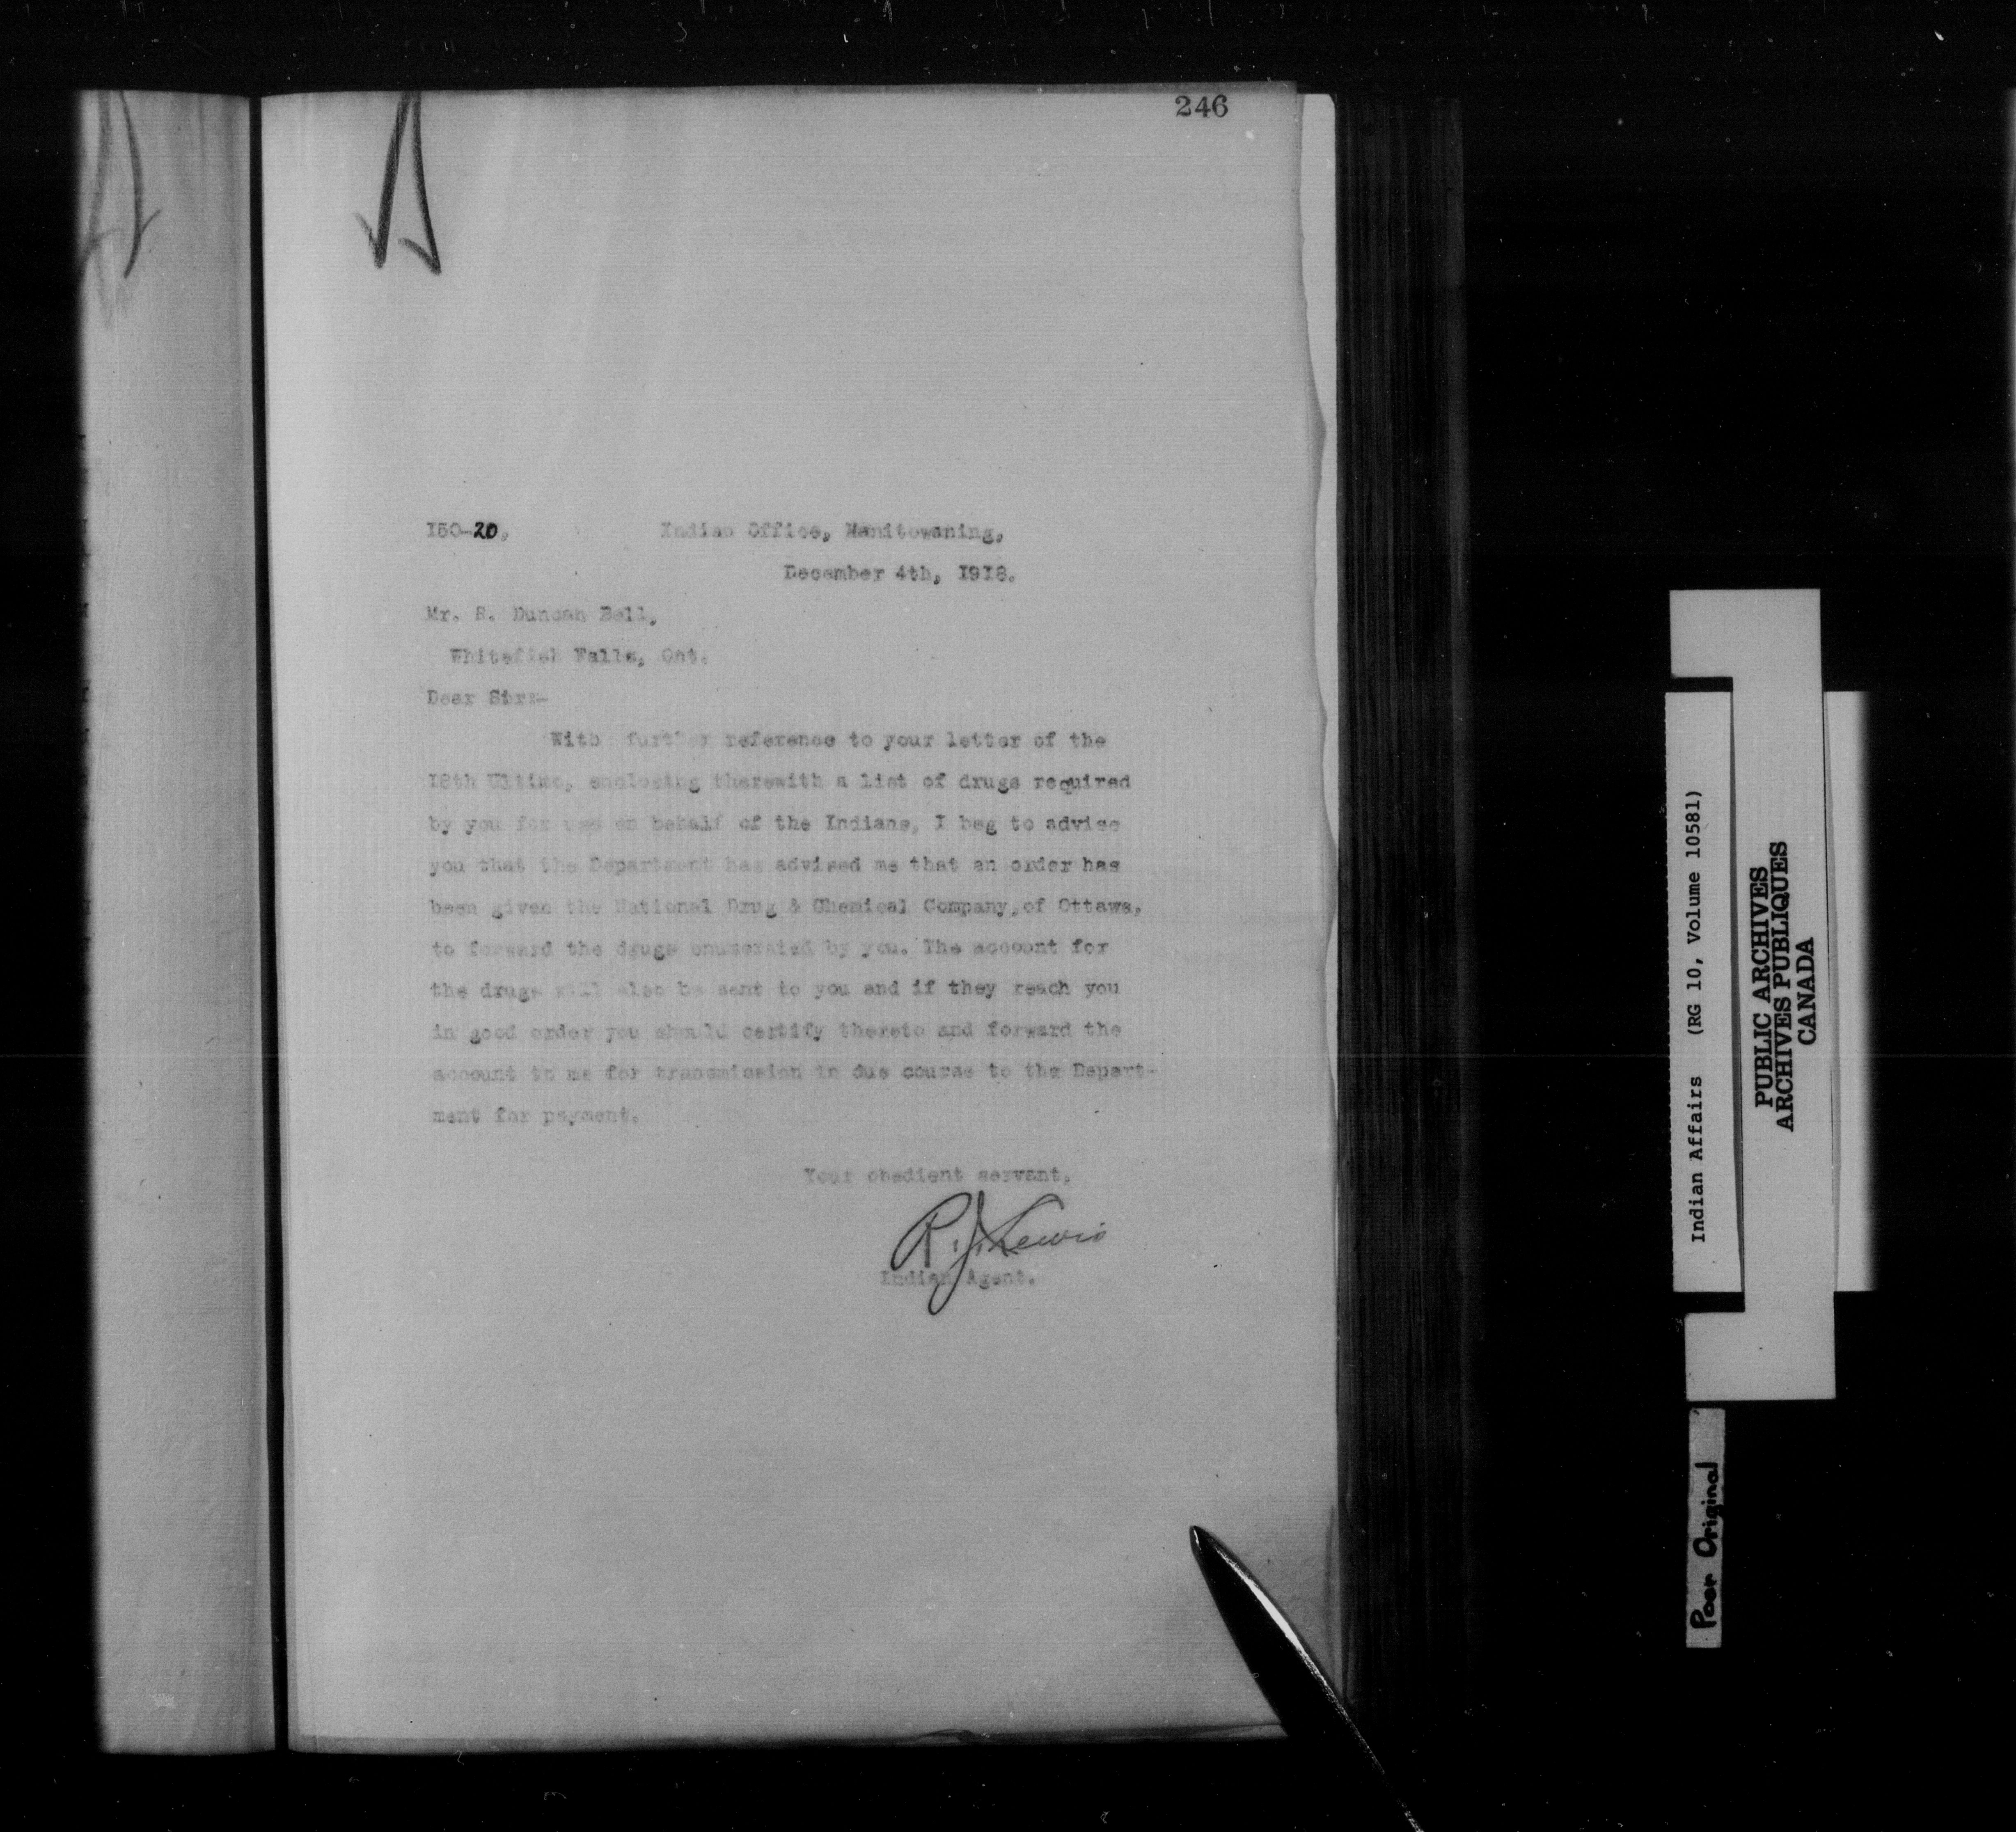 246
150-20.
Indian Office, Manitowaning,
December 4th, 1918.
Mr. R. Duncan Bell,
Whitefish Falls, Ont.
Dear Sir:-
With further reference to your letter of the
18th Ultimo, enclosing therewith a list of drugs required
by you for use on behalf of the Indians, I beg to advise
you that the Department has advised me that an order has
been given the National Drug & Chemical Company, of Ottawa,
to forward the drugs enumerated by you. The account for
the drugs will also be sent to you and if they reach you
in good order you should certify thereto and forward the
account to me for transmission in due course to the Depart-
ment for payment.
Your obedient servant,
R. J. Lewis
Indian Agent.
Indian Affairs (RG 10, Volume 10581)
PUBLIC ARCHIVES
ARCHIVES PUBLIQUES
CANADA
Poor Original